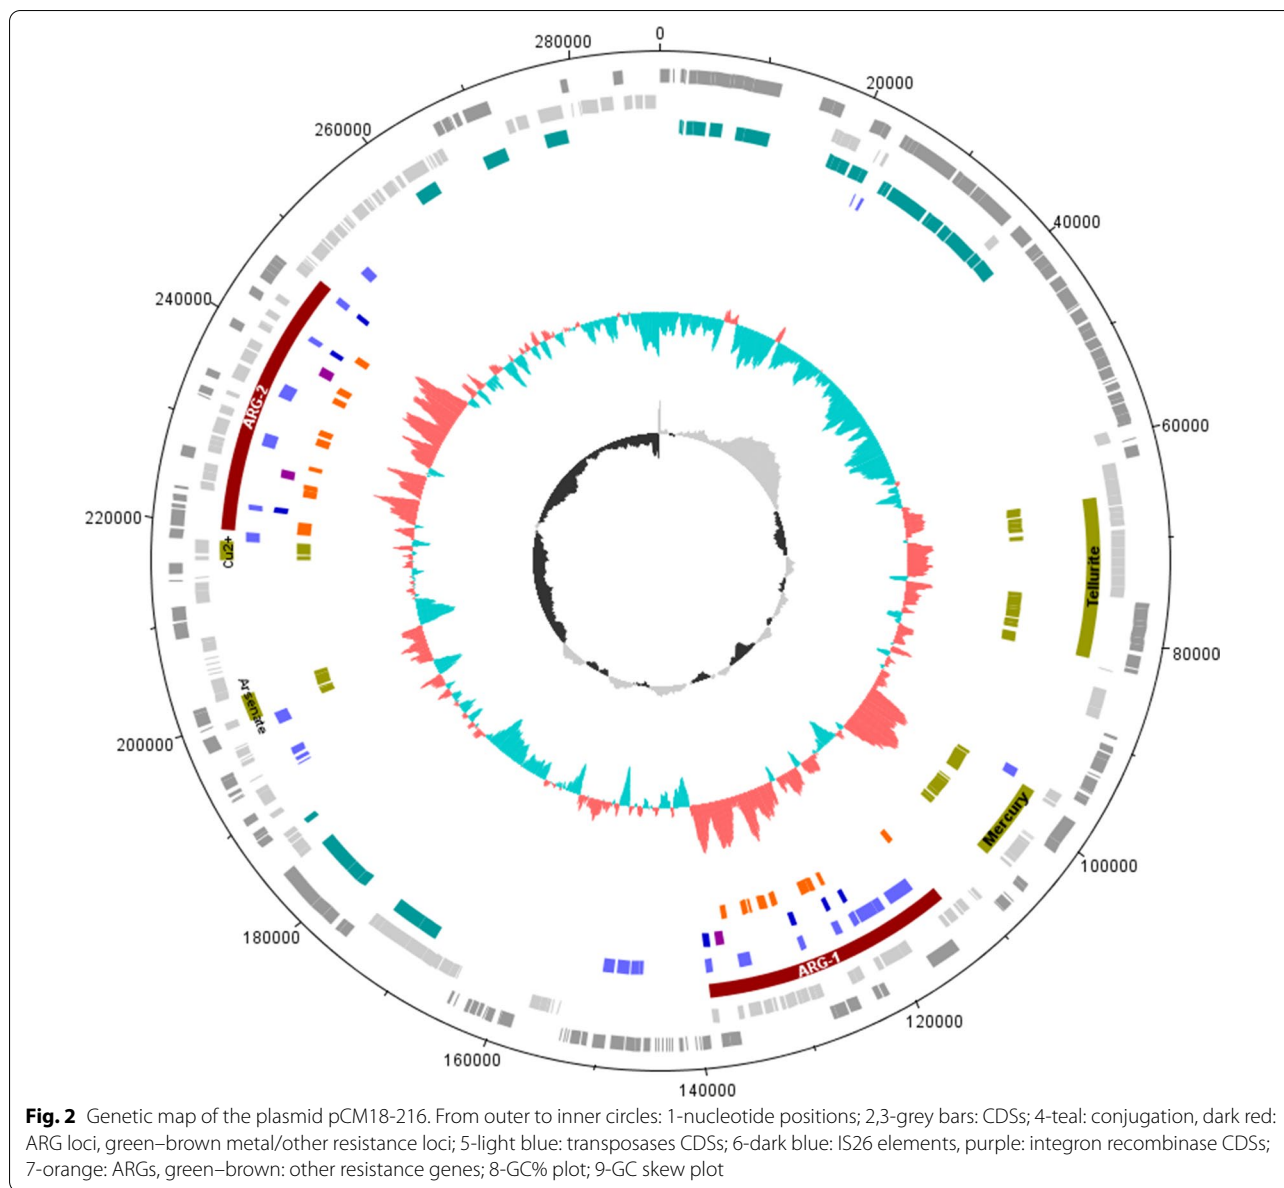 0
20000
40000
60000
80000
100000
120000
140000
160000
180000
200000
220000
240000
260000
280000
Tellurite
Mercury
ARG-1
Arsenate
Cu2+
ARG-2
Fig. 2 Genetic map of the plasmid pCM18-216. From outer to inner circles: 1-nucleotide positions; 2,3-grey bars: CDSs; 4-teal: conjugation, dark red:
ARG loci, green–brown metal/other resistance loci; 5-light blue: transposases CDSs; 6-dark blue: IS26 elements, purple: integron recombinase CDSs;
7-orange: ARGs, green–brown: other resistance genes; 8-GC% plot; 9-GC skew plot